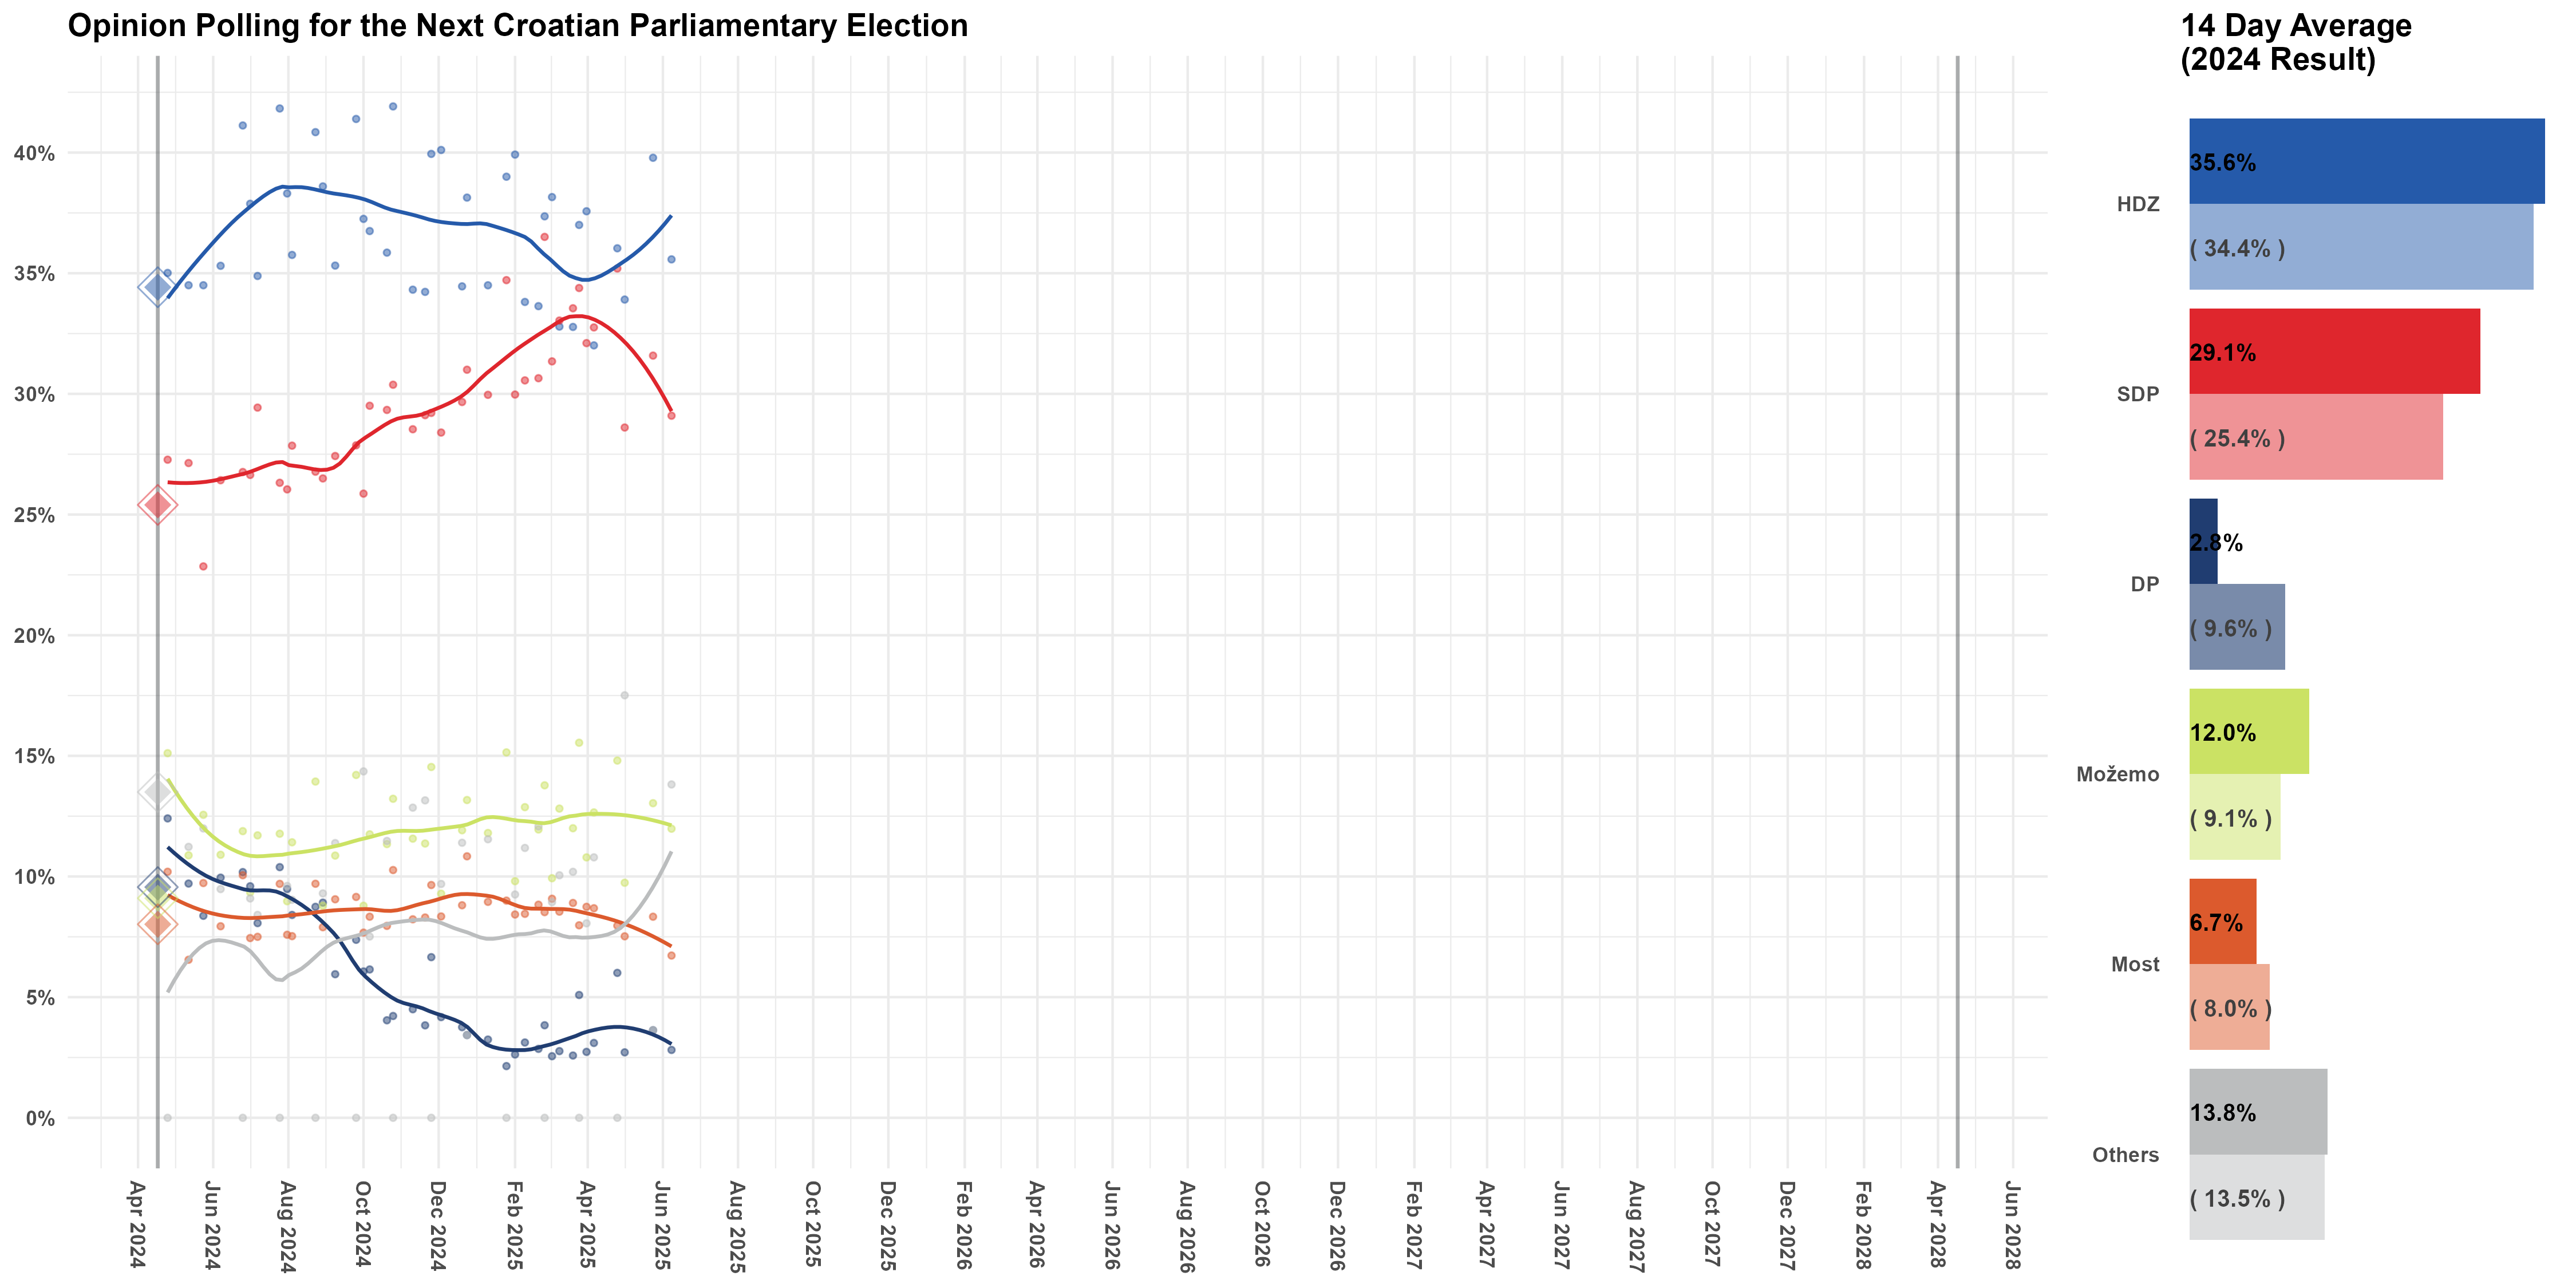 Opinion Polling for the Next Croatian Parliamentary Election
14 Day Average
(2024 Result)
40%
35%
30%
25%
20%
15%
10%
5%
0%
Apr 2024
Jun 2024
Aug 2024
Oct 2024
Dec 2024
Feb 2025
Apr 2025
Jun 2025
Aug 2025
Oct 2025
Dec 2025
Feb 2026
Apr 2026
Jun 2026
Aug 2026
Oct 2026
Dec 2026
Feb 2027
Apr 2027
Jun 2027
Aug 2027
Oct 2027
Dec 2027
Feb 2028
Apr 2028
Jun 2028
HDZ
35.6%
( 34.4% )
SDP
29.1%
( 25.4% )
DP
2.8%
( 9.6% )
Možemo
12.0%
( 9.1% )
Most
6.7%
( 8.0% )
Others
13.8%
( 13.5% )